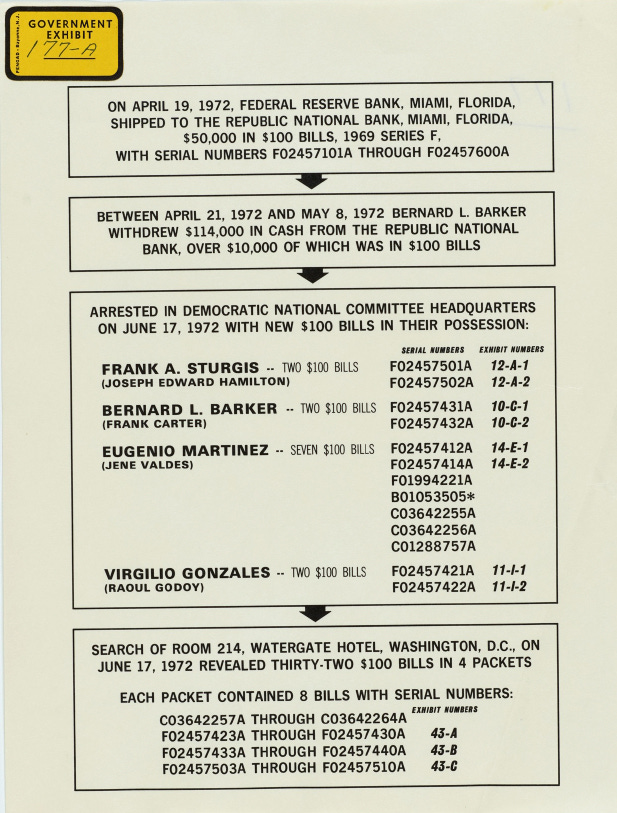 GOVERNMENT
EXHIBIT
177-A
PENGAD-Bayonne, N.J.
ON APRIL 19, 1972, FEDERAL RESERVE BANK, MIAMI, FLORIDA,
SHIPPED TO THE REPUBLIC NATIONAL BANK, MIAMI, FLORIDA,
$50,000 IN $100 BILLS, 1969 SERIES F,
WITH SERIAL NUMBERS F02457101A THROUGH F02457600A
BETWEEN APRIL 21, 1972 AND MAY 8, 1972 BERNARD L. BARKER
WITHDREW $114,000 IN CASH FROM THE REPUBLIC NATIONAL
BANK, OVER $10,000 OF WHICH WAS IN $100 BILLS
ARRESTED IN DEMOCRATIC NATIONAL COMMITTEE HEADQUARTERS
ON JUNE 17, 1972 WITH NEW $100 BILLS IN THEIR POSSESSION:
SERIAL NUMBERS EXHIBIT NUMBERS
FRANK A. STURGIS -- TWO $100 BILLS F02457501A 12-A-1
(JOSEPH EDWARD HAMILTON) F02457502A 12-A-2
BERNARD L. BARKER -- TWO $100 BILLS F02457431A 10-C-1
(FRANK CARTER) F02457432A 10-C-2
EUGENIO MARTINEZ -- SEVEN $100 BILLS F02457412A 14-E-1
(JENE VALDES) F02457414A 14-E-2
F01994221A
B01053505*
C03642255A
C03642256A
C01288757A
VIRGILIO GONZALES -- TWO $100 BILLS F02457421A 11-I-1
(RAOUL GODOY) F02457422A 11-I-2
SEARCH OF ROOM 214, WATERGATE HOTEL, WASHINGTON, D.C., ON
JUNE 17, 1972 REVEALED THIRTY-TWO $100 BILLS IN 4 PACKETS
EACH PACKET CONTAINED 8 BILLS WITH SERIAL NUMBERS:
EXHIBIT NUMBERS
C03642257A THROUGH C03642264A
F02457423A THROUGH F02457430A 43-A
F02457433A THROUGH F02457440A 43-B
F02457503A THROUGH F02457510A 43-C